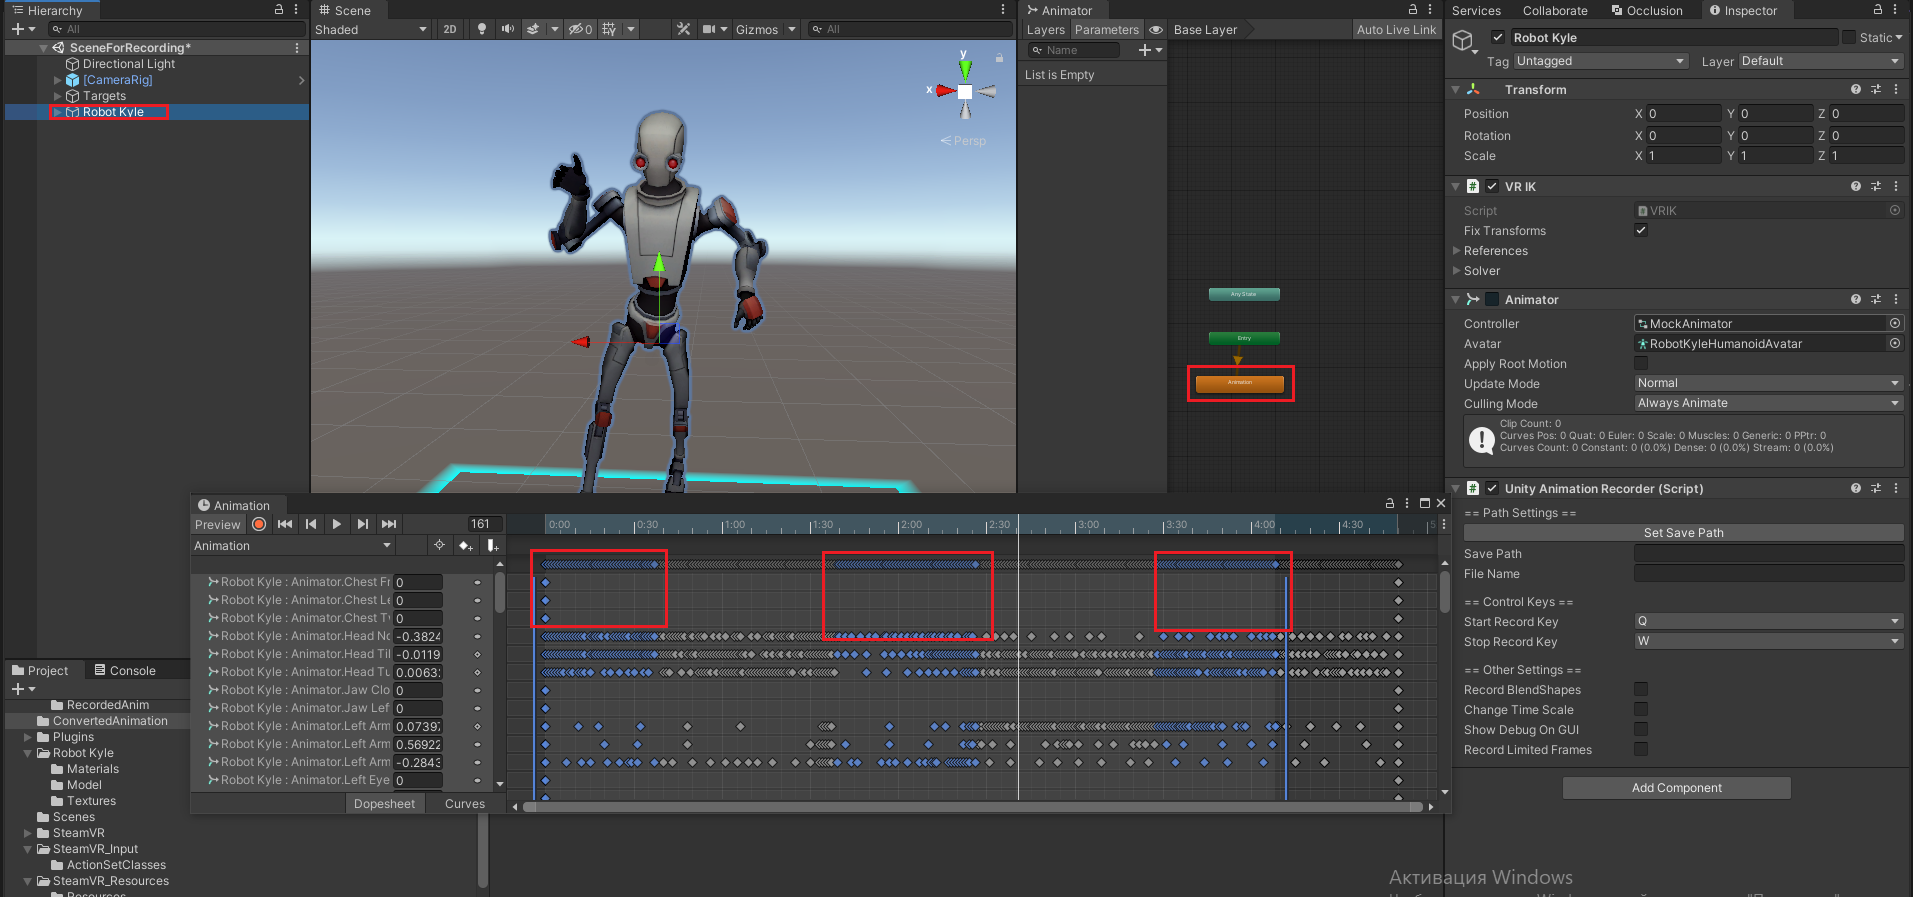 Hierarchy
All
SceneForRecording*
Directional Light
[CameraRig]
Targets
Robot Kyle
Scene
Shaded
2D
0
Gizmos
All
y
x
Persp
Animator
Layers
Parameters
Base Layer
Auto Live Link
Name
List is Empty
Any State
Entry
Animation
Services
Collaborate
Occlusion
Inspector
Robot Kyle
Static
Tag
Untagged
Layer
Default
Transform
Position X 0 Y 0 Z 0
Rotation X 0 Y 0 Z 0
Scale X 1 Y 1 Z 1
VR IK
Script
VRIK
Fix Transforms
References
Solver
Animator
Controller
MockAnimator
Avatar
RobotKyleHumanoidAvatar
Apply Root Motion
Update Mode
Normal
Culling Mode
Always Animate
Clip Count: 0
Curves Pos: 0 Quat: 0 Euler: 0 Scale: 0 Muscles: 0 Generic: 0 PPtr: 0
Curves Count: 0 Constant: 0 (0.0%) Dense: 0 (0.0%) Stream: 0 (0.0%)
Unity Animation Recorder (Script)
== Path Settings ==
Set Save Path
Save Path
File Name
== Control Keys ==
Start Record Key
Q
Stop Record Key
W
== Other Settings ==
Record BlendShapes
Change Time Scale
Show Debug On GUI
Record Limited Frames
Add Component
Animation
Preview
161
0:00 0:30 1:00 1:30 2:00 2:30 3:00 3:30 4:00 4:30 5
Animation
Robot Kyle : Animator.Chest Fr 0
Robot Kyle : Animator.Chest Le 0
Robot Kyle : Animator.Chest Tv 0
Robot Kyle : Animator.Head No -0.3824
Robot Kyle : Animator.Head Til -0.0119
Robot Kyle : Animator.Head Tu 0.0063
Robot Kyle : Animator.Jaw Clo 0
Robot Kyle : Animator.Jaw Lef 0
Robot Kyle : Animator.Left Arm 0.07397
Robot Kyle : Animator.Left Arm 0.56922
Robot Kyle : Animator.Left Arm -0.2843
Robot Kyle : Animator.Left Eye 0
Dopesheet
Curves
Project
Console
RecordedAnim
ConvertedAnimation
Plugins
Robot Kyle
Materials
Model
Textures
Scenes
SteamVR
SteamVR_Input
ActionSetClasses
SteamVR_Resources
Resources
Активация Windows